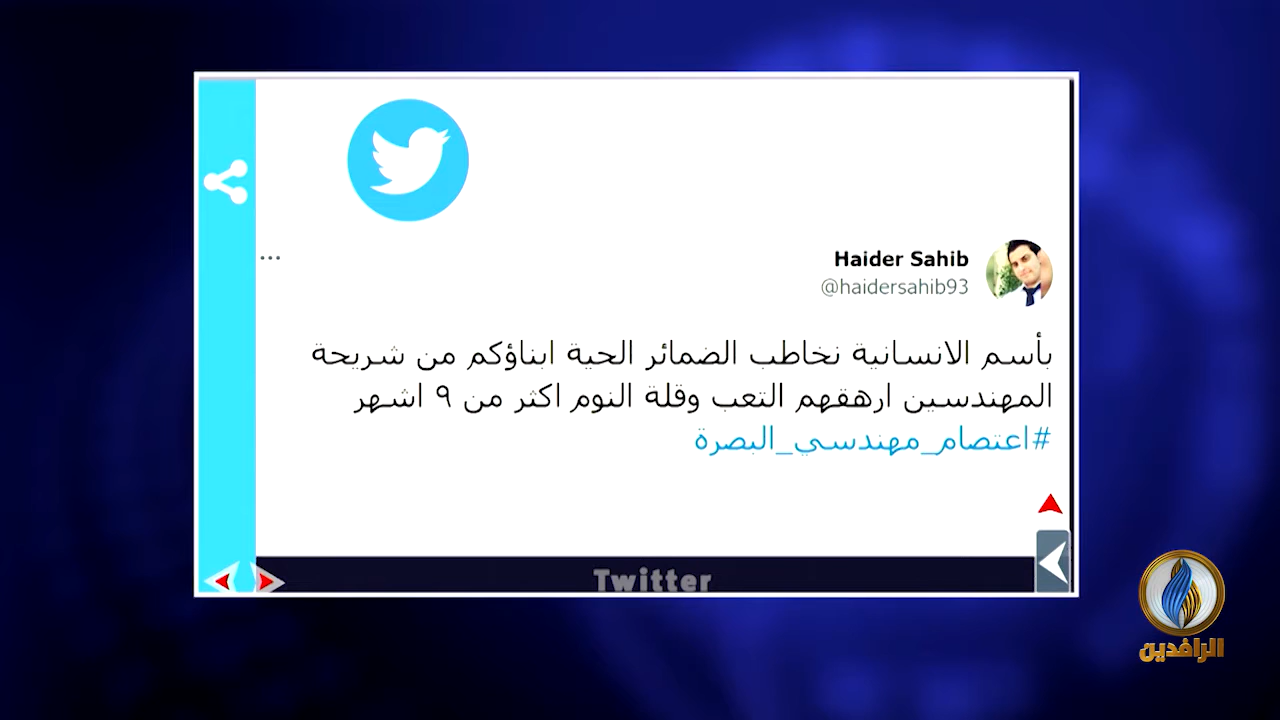 Haider Sahib
@haidersahib93
بأسم الانسانية نخاطب الضمائر الحية ابناؤكم من شريحة
المهندسين ارهقهم التعب وقلة النوم اكثر من ٩ اشهر
#اعتصام_مهندسي_البصرة
Twitter
الرافدين